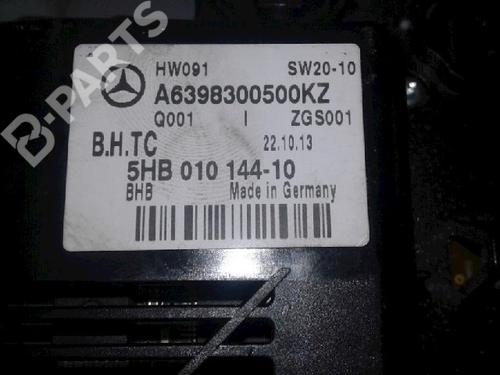 HW091 SW20-10
A6398300500KZ
Q001 I ZGS001
B.H.TC 22.10.13
5HB 010 144-10
BHB Made in Germany
B-PARTS